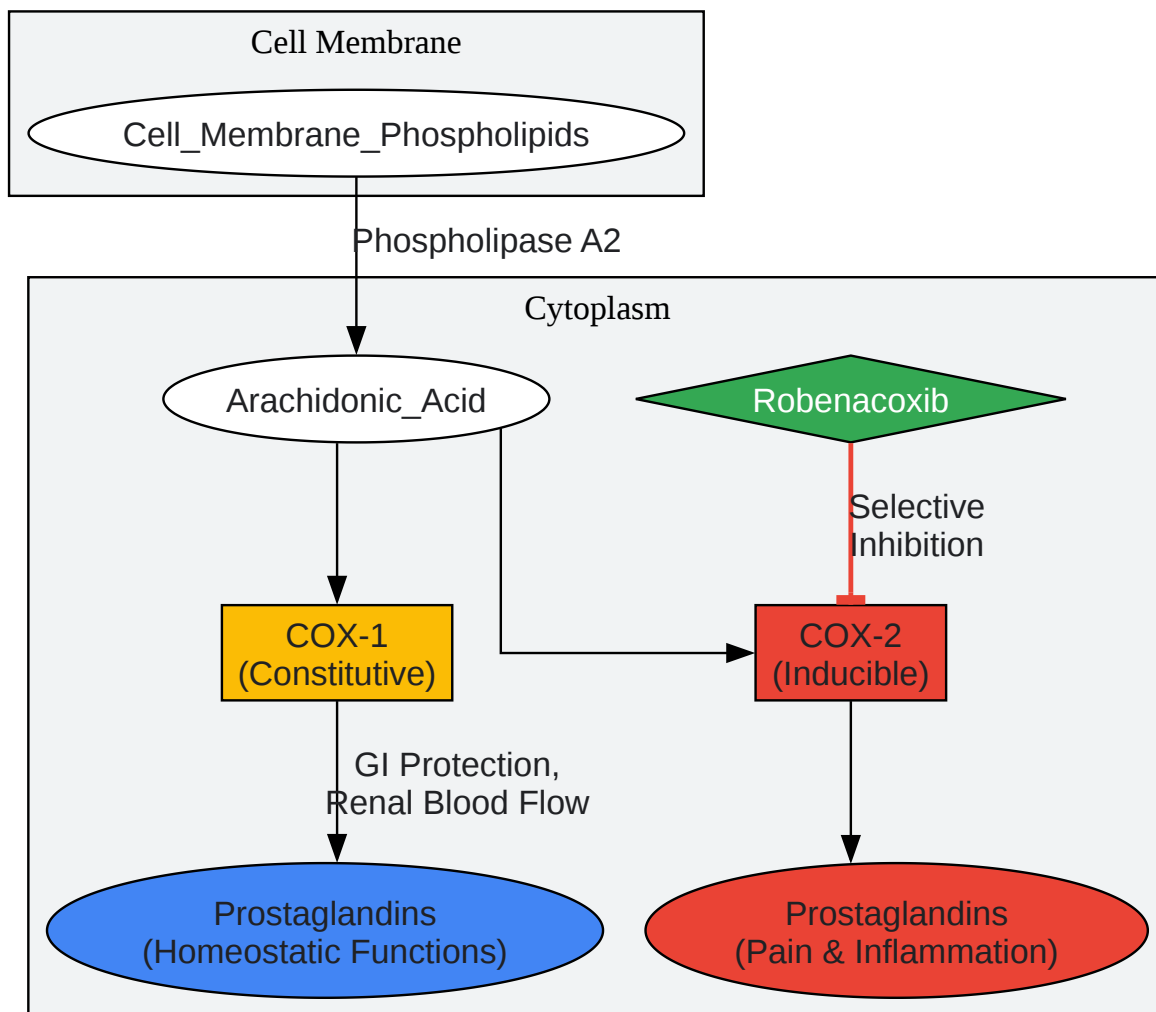 Cell Membrane
Cell_Membrane_Phospholipids
Phospholipase A2
Cytoplasm
Arachidonic_Acid
Robenacoxib
Selective
Inhibition
COX-1
(Constitutive)
COX-2
(Inducible)
GI Protection,
Renal Blood Flow
Prostaglandins
(Homeostatic Functions)
Prostaglandins
(Pain & Inflammation)